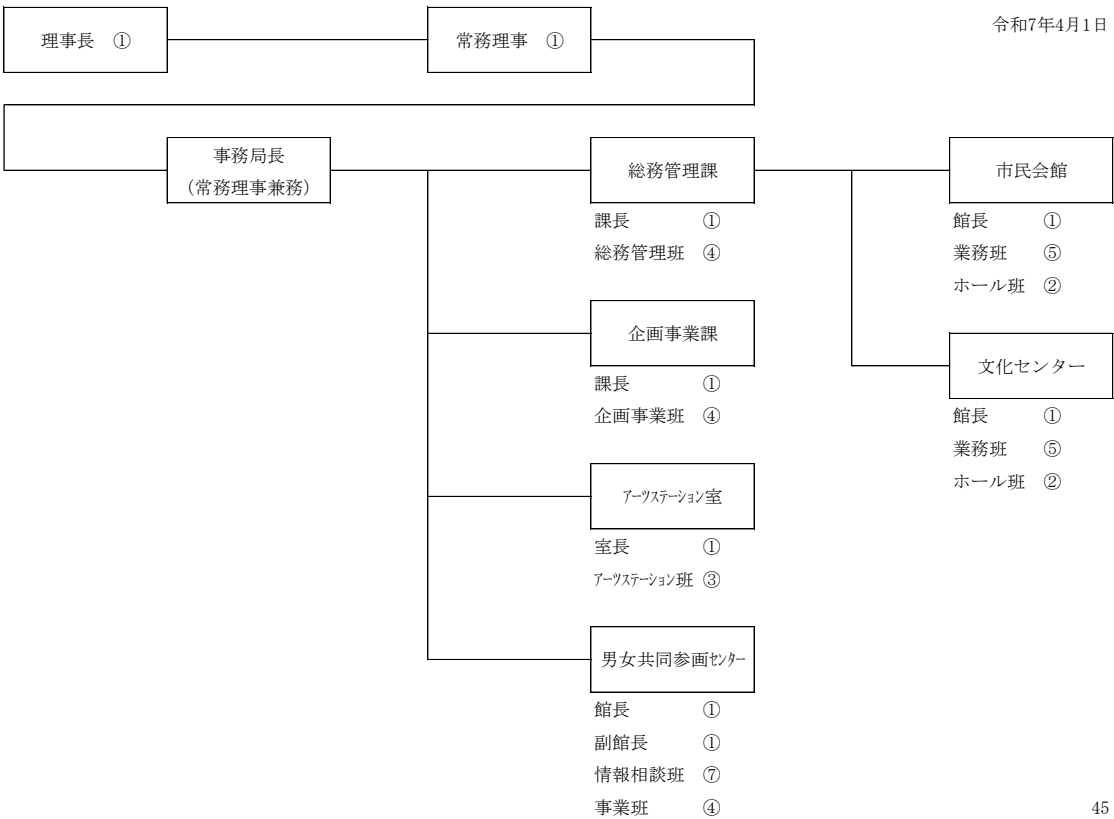 令和7年4月1日
理事長 ①
常務理事 ①
事務局長
(常務理事兼務)
総務管理課
課長 ①
総務管理班 ④
市民会館
館長 ①
業務班 ⑤
ホール班 ②
文化センター
館長 ①
業務班 ⑤
ホール班 ②
企画事業課
課長 ①
企画事業班 ④
ｱｰﾂｽﾃｰｼｮﾝ室
室長 ①
ｱｰﾂｽﾃｰｼｮﾝ班 ③
男女共同参画ｾﾝﾀｰ
館長 ①
副館長 ①
情報相談班 ⑦
事業班 ④
45